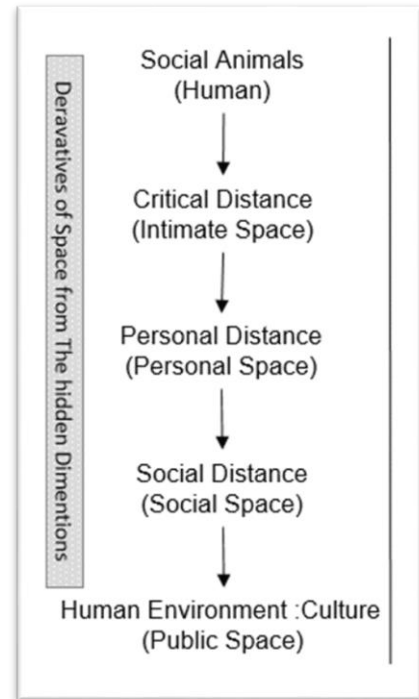 Deravatives of Space from The hidden Dimentions
Social Animals
(Human)
Critical Distance
(Intimate Space)
Personal Distance
(Personal Space)
Social Distance
(Social Space)
Human Environment :Culture
(Public Space)